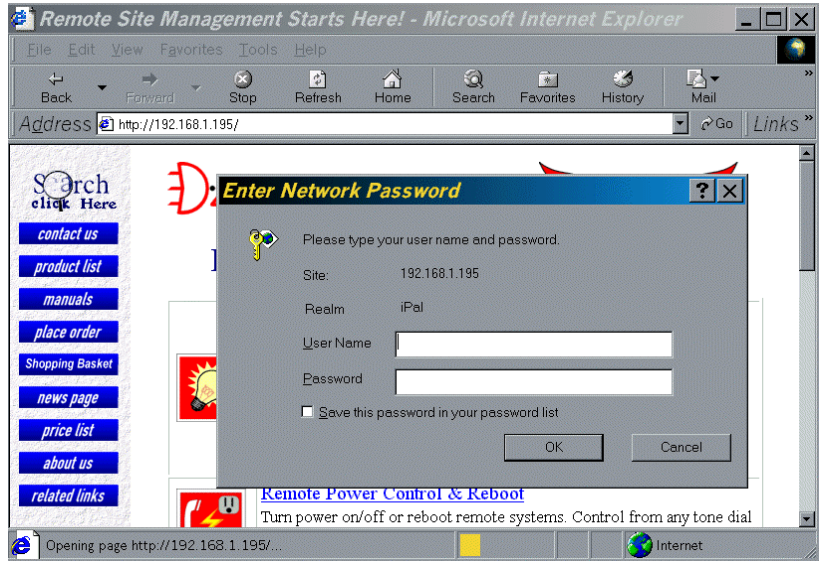 Remote Site Management Starts Here! - Microsoft Internet Explorer
File Edit View Favorites Tools Help
Back Forward Stop Refresh Home Search Favorites History Mail »
Address http://192.168.1.195/ Go Links »
Search
click Here
contact us
product list
manuals
place order
Shopping Basket
news page
price list
about us
related links
Enter Network Password
Please type your user name and password.
Site: 192.168.1.195
Realm iPal
User Name
Password
Save this password in your password list
OK Cancel
Remote Power Control & Reboot
Turn power on/off or reboot remote systems. Control from any tone dial
Opening page http://192.168.1.195/... Internet